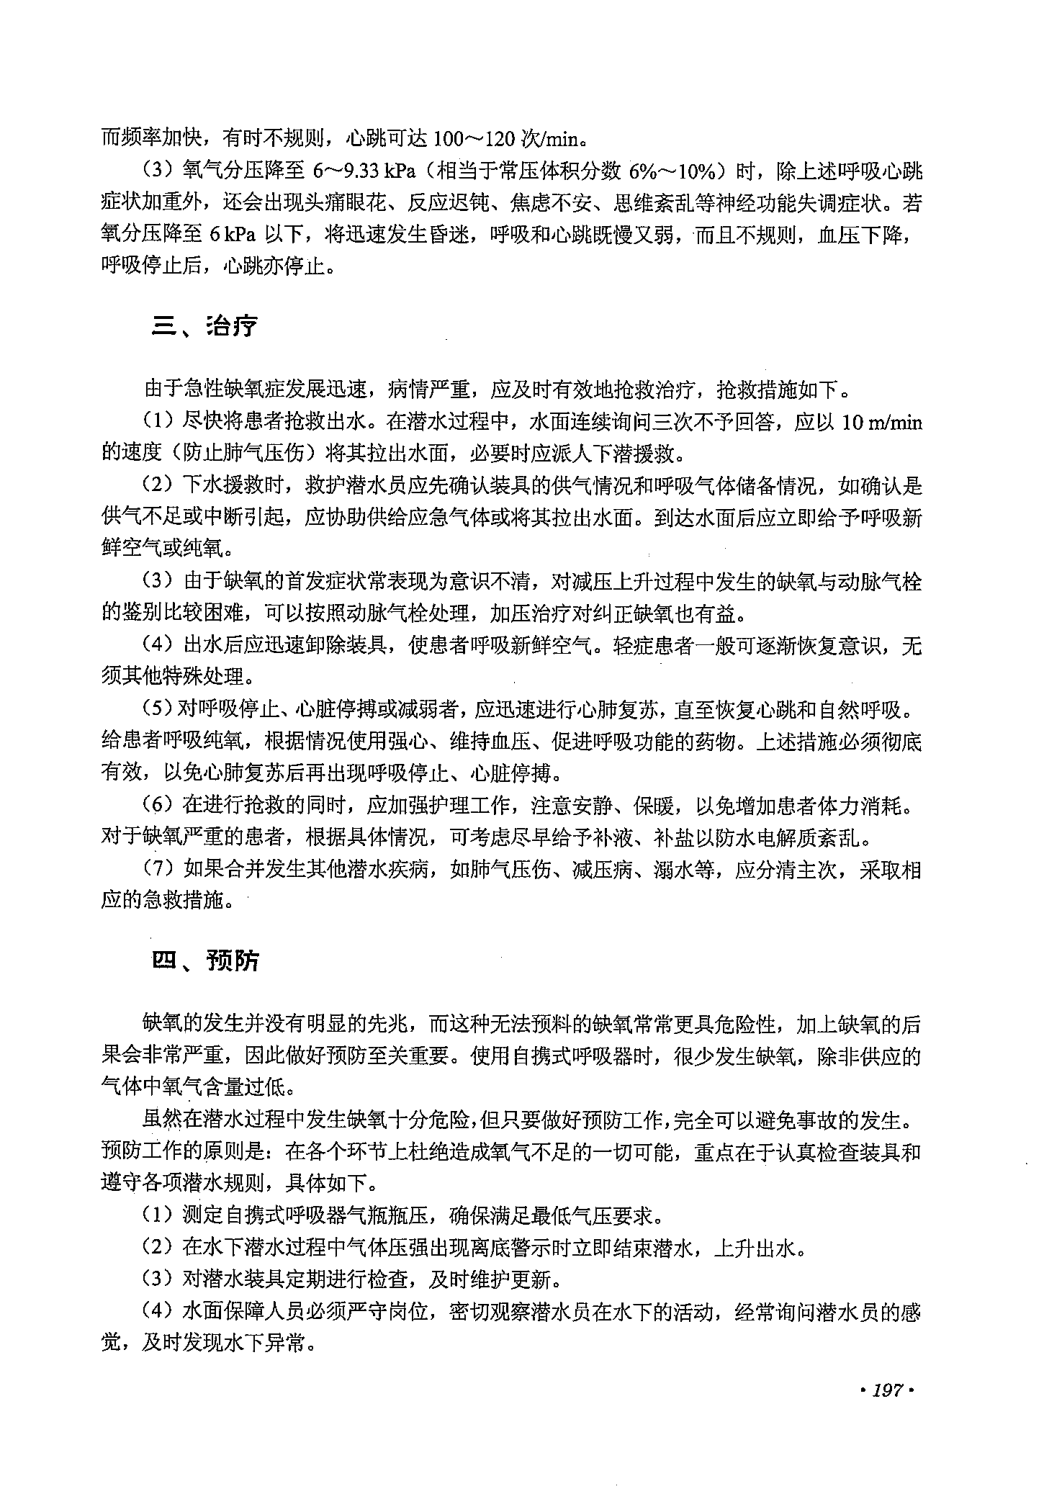 而频率加快，有时不规则，心跳可达 100～120 次/min。
（3）氧气分压降至 6～9.33 kPa（相当于常压体积分数 6%～10%）时，除上述呼吸心跳
症状加重外，还会出现头痛眼花、反应迟钝、焦虑不安、思维紊乱等神经功能失调症状。若
氧分压降至 6 kPa 以下，将迅速发生昏迷，呼吸和心跳既慢又弱，而且不规则，血压下降，
呼吸停止后，心跳亦停止。
三、治疗
由于急性缺氧症发展迅速，病情严重，应及时有效地抢救治疗，抢救措施如下。
（1）尽快将患者抢救出水。在潜水过程中，水面连续询问三次不予回答，应以 10 m/min
的速度（防止肺气压伤）将其拉出水面，必要时应派人下潜援救。
（2）下水援救时，救护潜水员应先确认装具的供气情况和呼吸气体储备情况，如确认是
供气不足或中断引起，应协助供给应急气体或将其拉出水面。到达水面后应立即给予呼吸新
鲜空气或纯氧。
（3）由于缺氧的首发症状常表现为意识不清，对减压上升过程中发生的缺氧与动脉气栓
的鉴别比较困难，可以按照动脉气栓处理，加压治疗对纠正缺氧也有益。
（4）出水后应迅速卸除装具，使患者呼吸新鲜空气。轻症患者一般可逐渐恢复意识，无
须其他特殊处理。
（5）对呼吸停止、心脏停搏或减弱者，应迅速进行心肺复苏，直至恢复心跳和自然呼吸。
给患者呼吸纯氧，根据情况使用强心、维持血压、促进呼吸功能的药物。上述措施必须彻底
有效，以免心肺复苏后再出现呼吸停止、心脏停搏。
（6）在进行抢救的同时，应加强护理工作，注意安静、保暖，以免增加患者体力消耗。
对于缺氧严重的患者，根据具体情况，可考虑尽早给予补液、补盐以防水电解质紊乱。
（7）如果合并发生其他潜水疾病，如肺气压伤、减压病、溺水等，应分清主次，采取相
应的急救措施。
四、预防
缺氧的发生并没有明显的先兆，而这种无法预料的缺氧常常更具危险性，加上缺氧的后
果会非常严重，因此做好预防至关重要。使用自携式呼吸器时，很少发生缺氧，除非供应的
气体中氧气含量过低。
虽然在潜水过程中发生缺氧十分危险，但只要做好预防工作，完全可以避免事故的发生。
预防工作的原则是：在各个环节上杜绝造成氧气不足的一切可能，重点在于认真检查装具和
遵守各项潜水规则，具体如下。
（1）测定自携式呼吸器气瓶瓶压，确保满足最低气压要求。
（2）在水下潜水过程中气体压强出现离底警示时立即结束潜水，上升出水。
（3）对潜水装具定期进行检查，及时维护更新。
（4）水面保障人员必须严守岗位，密切观察潜水员在水下的活动，经常询问潜水员的感
觉，及时发现水下异常。
·197·